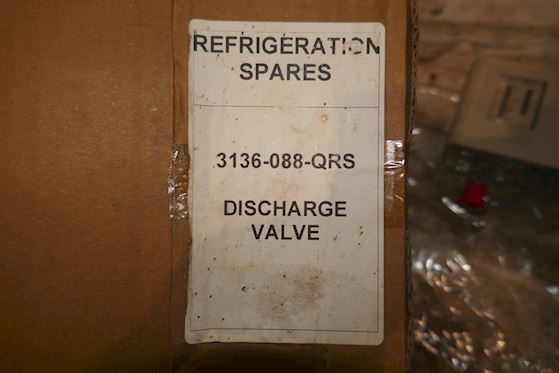 REFRIGERATION
SPARES
3136-088-QRS
DISCHARGE
VALVE